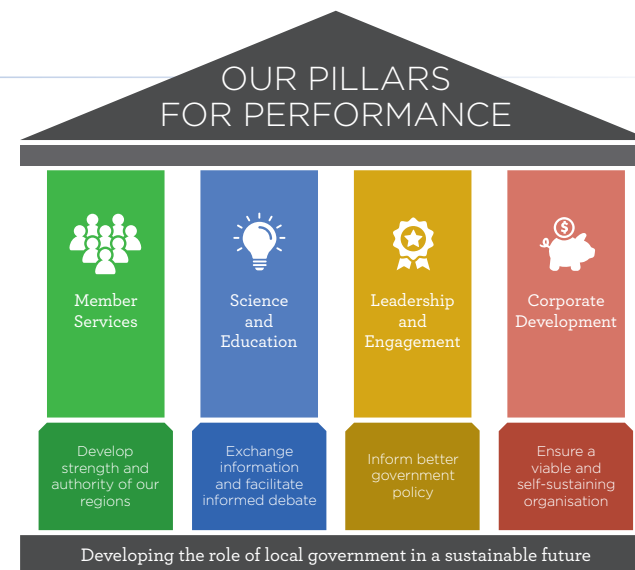 OUR PILLARS
FOR PERFORMANCE
$
Member
Services
Science
and
Education
Leadership
and
Engagement
Corporate
Development
Develop
strength and
authority of our
regions
Exchange
information
and facilitate
informed debate
Inform better
government
policy
Ensure a
viable and
self-sustaining
organisation
Developing the role of local government in a sustainable future